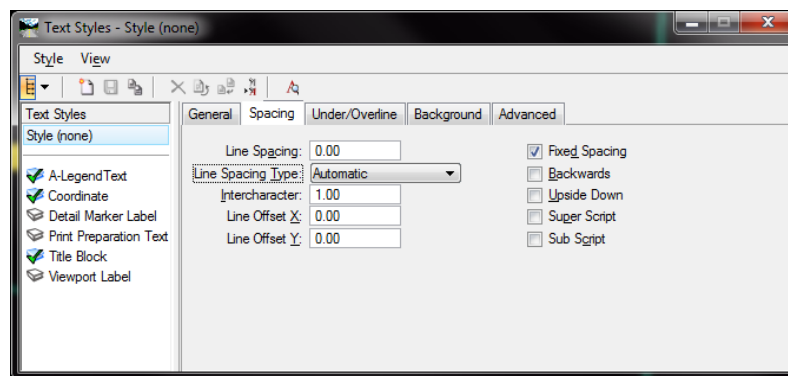 Text Styles - Style (none)
Style View
Text Styles
Style (none)
A-LegendText
Coordinate
Detail Marker Label
Print Preparation Text
Title Block
Viewport Label
General Spacing Under/Overline Background Advanced
Line Spacing: 0.00
Line Spacing Type: Automatic
Intercharacter: 1.00
Line Offset X: 0.00
Line Offset Y: 0.00
Fixed Spacing
Backwards
Upside Down
Super Script
Sub Script